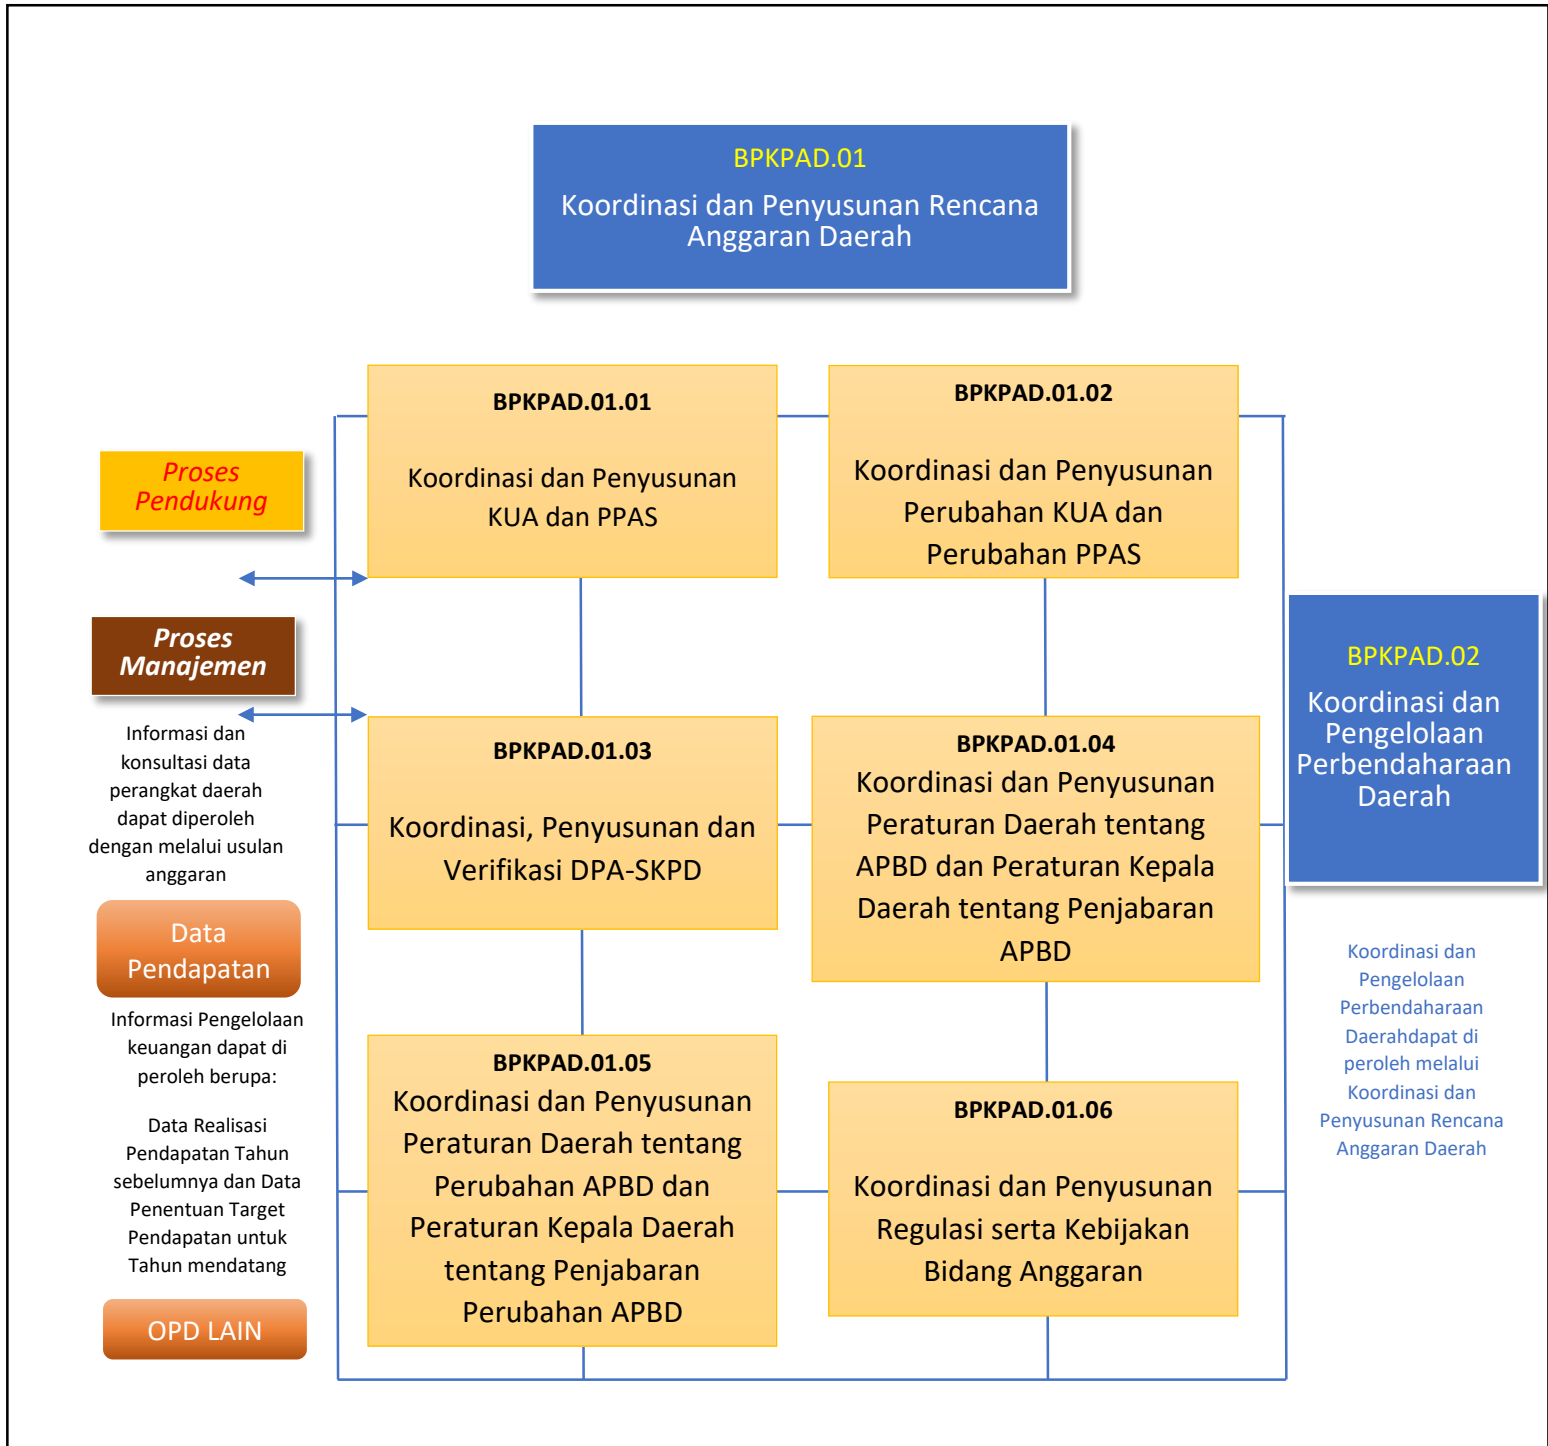 BPKPAD.01
Koordinasi dan Penyusunan Rencana
Anggaran Daerah
BPKPAD.01.01
Koordinasi dan Penyusunan
KUA dan PPAS
BPKPAD.01.02
Koordinasi dan Penyusunan
Perubahan KUA dan
Perubahan PPAS
Proses
Pendukung
Proses
Manajemen
Informasi dan
konsultasi data
perangkat daerah
dapat diperoleh
dengan melalui usulan
anggaran
BPKPAD.01.03
Koordinasi, Penyusunan dan
Verifikasi DPA-SKPD
BPKPAD.01.04
Koordinasi dan Penyusunan
Peraturan Daerah tentang
APBD dan Peraturan Kepala
Daerah tentang Penjabaran
APBD
BPKPAD.02
Koordinasi dan
Pengelolaan
Perbendaharaan
Daerah
Data
Pendapatan
Informasi Pengelolaan
keuangan dapat di
peroleh berupa:
Data Realisasi
Pendapatan Tahun
sebelumnya dan Data
Penentuan Target
Pendapatan untuk
Tahun mendatang
OPD LAIN
BPKPAD.01.05
Koordinasi dan Penyusunan
Peraturan Daerah tentang
Perubahan APBD dan
Peraturan Kepala Daerah
tentang Penjabaran
Perubahan APBD
BPKPAD.01.06
Koordinasi dan Penyusunan
Regulasi serta Kebijakan
Bidang Anggaran
Koordinasi dan
Pengelolaan
Perbendaharaan
Daerahdapat di
peroleh melalui
Koordinasi dan
Penyusunan Rencana
Anggaran Daerah